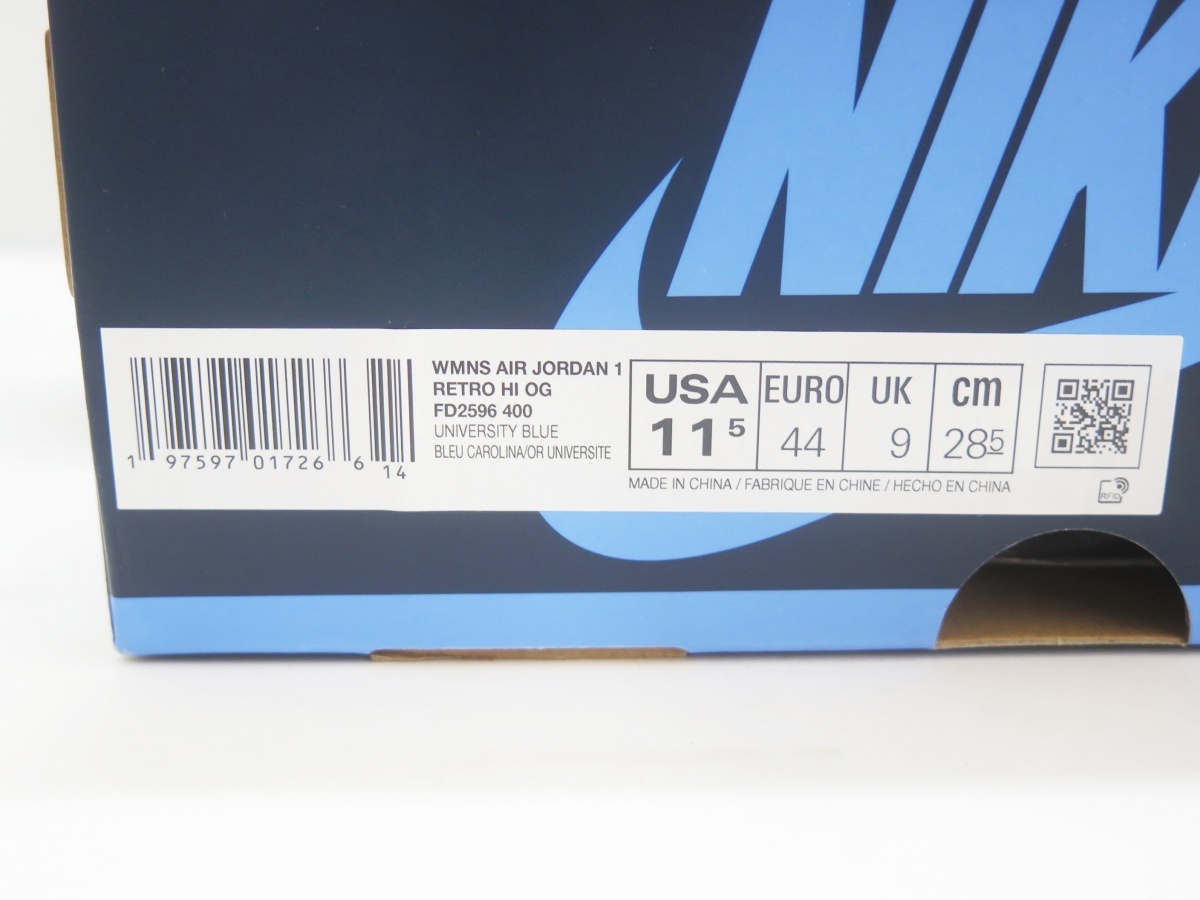 NIK
WMNS AIR JORDAN 1
RETRO HI OG
FD2596 400
UNIVERSITY BLUE
BLEU CAROLINA/OR UNIVERSITE
1 97597 01726 6 14
USA EURO UK cm
11 5 44 9 28 5
MADE IN CHINA / FABRIQUE EN CHINE / HECHO EN CHINA
RFID